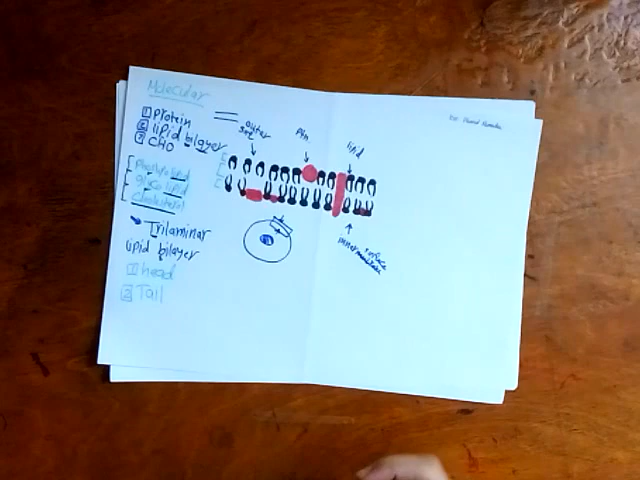 Molecular
1 protein
2 lipid bilayer
3 CHO
phospholipid
glycolipid
cholesterol
Trilaminar
lipid bilayer
1 head
2 Tail
outer
lipid
surface